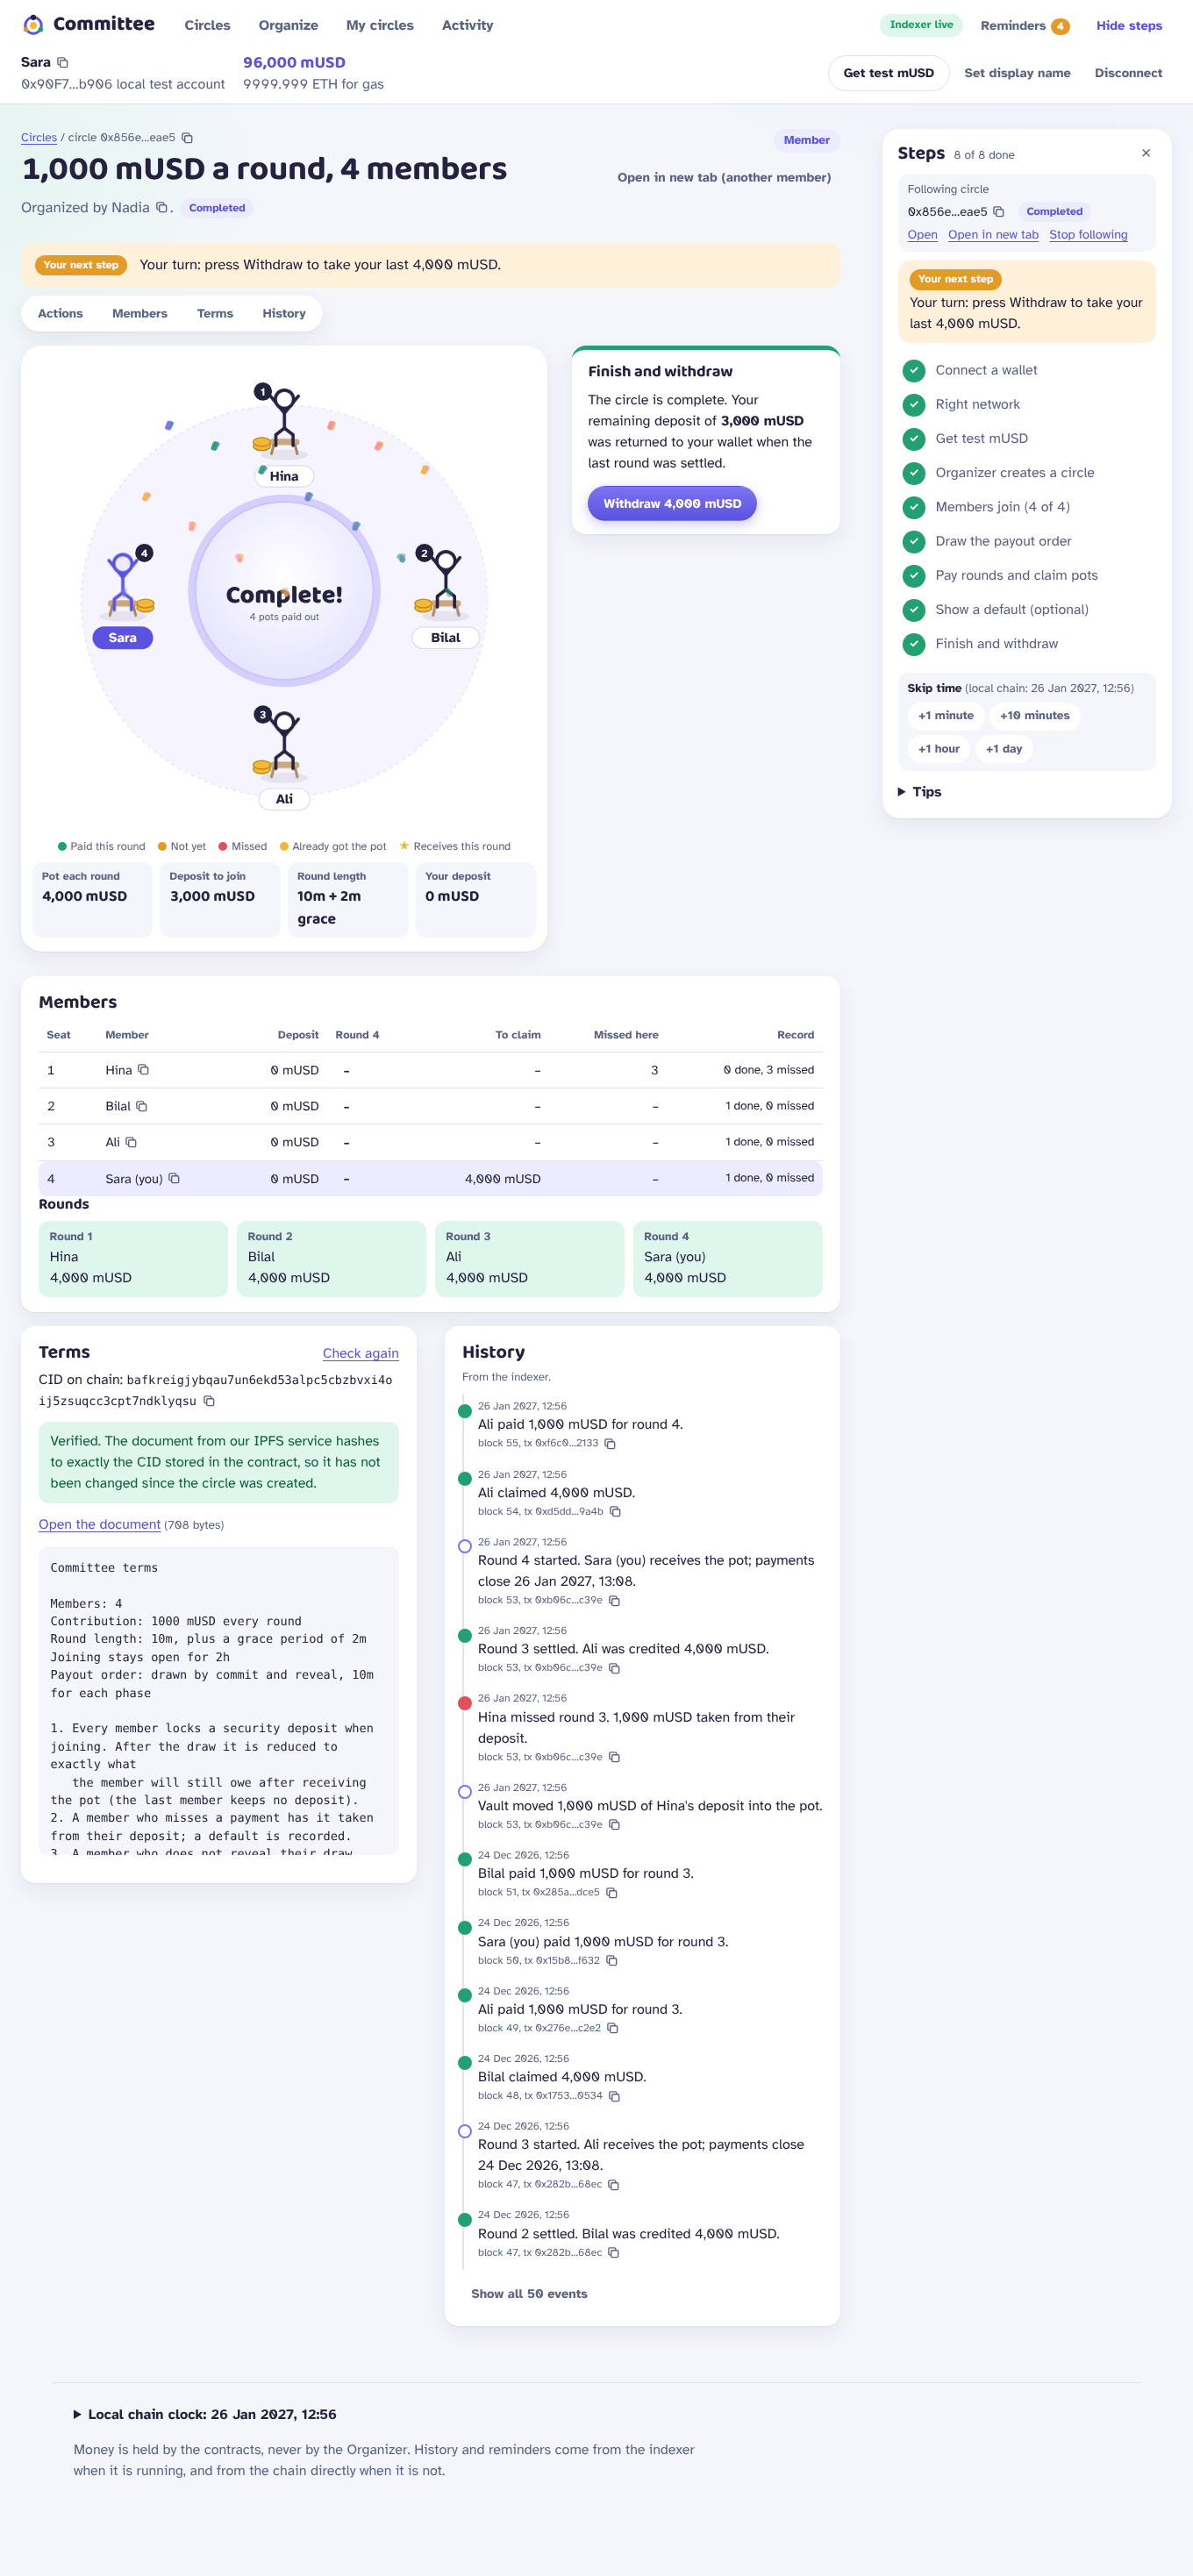 Committee
Circles
Organize
My circles
Activity
Indexer live
Reminders 4
Hide steps
Sara
0x90F7...b906 local test account
96,000 mUSD
9999.999 ETH for gas
Get test mUSD
Set display name
Disconnect
Circles / circle 0x856e...eae5
Member
1,000 mUSD a round, 4 members
Open in new tab (another member)
Organized by Nadia .
Completed
Your next step
Your turn: press Withdraw to take your last 4,000 mUSD.
Actions
Members
Terms
History
1
Hina
4
Sara
2
Bilal
3
Ali
Complete!
4 pots paid out
Paid this round
Not yet
Missed
Already got the pot
Receives this round
Pot each round
4,000 mUSD
Deposit to join
3,000 mUSD
Round length
10m + 2m
grace
Your deposit
0 mUSD
Finish and withdraw
The circle is complete. Your
remaining deposit of 3,000 mUSD
was returned to your wallet when the
last round was settled.
Withdraw 4,000 mUSD
Steps 8 of 8 done
Following circle
0x856e...eae5
Completed
Open
Open in new tab
Stop following
Your next step
Your turn: press Withdraw to take your
last 4,000 mUSD.
Connect a wallet
Right network
Get test mUSD
Organizer creates a circle
Members join (4 of 4)
Draw the payout order
Pay rounds and claim pots
Show a default (optional)
Finish and withdraw
Skip time (local chain: 26 Jan 2027, 12:56)
+1 minute
+10 minutes
+1 hour
+1 day
Tips
Members
Seat Member Deposit Round 4 To claim Missed here Record
1 Hina 0 mUSD – – 3 0 done, 3 missed
2 Bilal 0 mUSD – – – 1 done, 0 missed
3 Ali 0 mUSD – – – 1 done, 0 missed
4 Sara (you) 0 mUSD – 4,000 mUSD – 1 done, 0 missed
Rounds
Round 1
Hina
4,000 mUSD
Round 2
Bilal
4,000 mUSD
Round 3
Ali
4,000 mUSD
Round 4
Sara (you)
4,000 mUSD
Terms
Check again
CID on chain: bafkreigjybqau7un6ekd53alpc5cbzbvxi4o
ij5zsuqcc3cpt7ndklyqsu
Verified. The document from our IPFS service hashes
to exactly the CID stored in the contract, so it has not
been changed since the circle was created.
Open the document (708 bytes)
Committee terms
Members: 4
Contribution: 1000 mUSD every round
Round length: 10m, plus a grace period of 2m
Joining stays open for 2h
Payout order: drawn by commit and reveal, 10m
for each phase
1. Every member locks a security deposit when
joining. After the draw it is reduced to
exactly what
the member will still owe after receiving
the pot (the last member keeps no deposit).
2. A member who misses a payment has it taken
from their deposit; a default is recorded.
3. A member who does not reveal their draw
History
From the indexer.
26 Jan 2027, 12:56
Ali paid 1,000 mUSD for round 4.
block 55, tx 0xf6c0...2133
26 Jan 2027, 12:56
Ali claimed 4,000 mUSD.
block 54, tx 0xd5dd...9a4b
26 Jan 2027, 12:56
Round 4 started. Sara (you) receives the pot; payments
close 26 Jan 2027, 13:08.
block 53, tx 0xb06c...c39e
26 Jan 2027, 12:56
Round 3 settled. Ali was credited 4,000 mUSD.
block 53, tx 0xb06c...c39e
26 Jan 2027, 12:56
Hina missed round 3. 1,000 mUSD taken from their
deposit.
block 53, tx 0xb06c...c39e
26 Jan 2027, 12:56
Vault moved 1,000 mUSD of Hina's deposit into the pot.
block 53, tx 0xb06c...c39e
24 Dec 2026, 12:56
Bilal paid 1,000 mUSD for round 3.
block 51, tx 0x285a...dce5
24 Dec 2026, 12:56
Sara (you) paid 1,000 mUSD for round 3.
block 50, tx 0x15b8...f632
24 Dec 2026, 12:56
Ali paid 1,000 mUSD for round 3.
block 49, tx 0x276e...c2e2
24 Dec 2026, 12:56
Bilal claimed 4,000 mUSD.
block 48, tx 0x1753...0534
24 Dec 2026, 12:56
Round 3 started. Ali receives the pot; payments close
24 Dec 2026, 13:08.
block 47, tx 0x282b...68ec
24 Dec 2026, 12:56
Round 2 settled. Bilal was credited 4,000 mUSD.
block 47, tx 0x282b...68ec
Show all 50 events
Local chain clock: 26 Jan 2027, 12:56
Money is held by the contracts, never by the Organizer. History and reminders come from the indexer
when it is running, and from the chain directly when it is not.